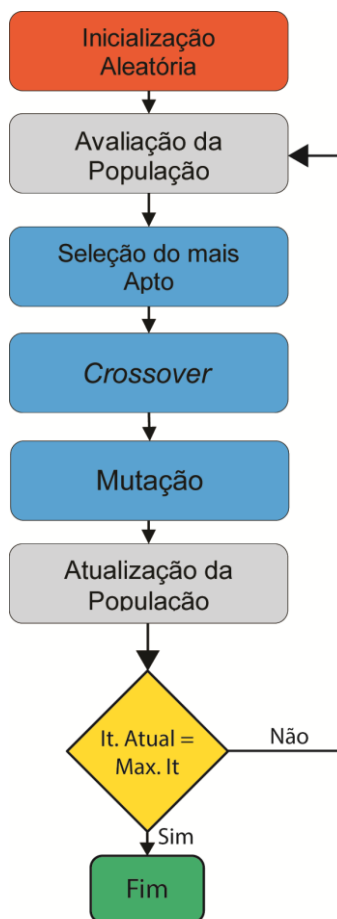 Inicialização
Aleatória
Avaliação da
População
Seleção do mais
Apto
Crossover
Mutação
Atualização da
População
It. Atual =
Max. It
Não
Sim
Fim